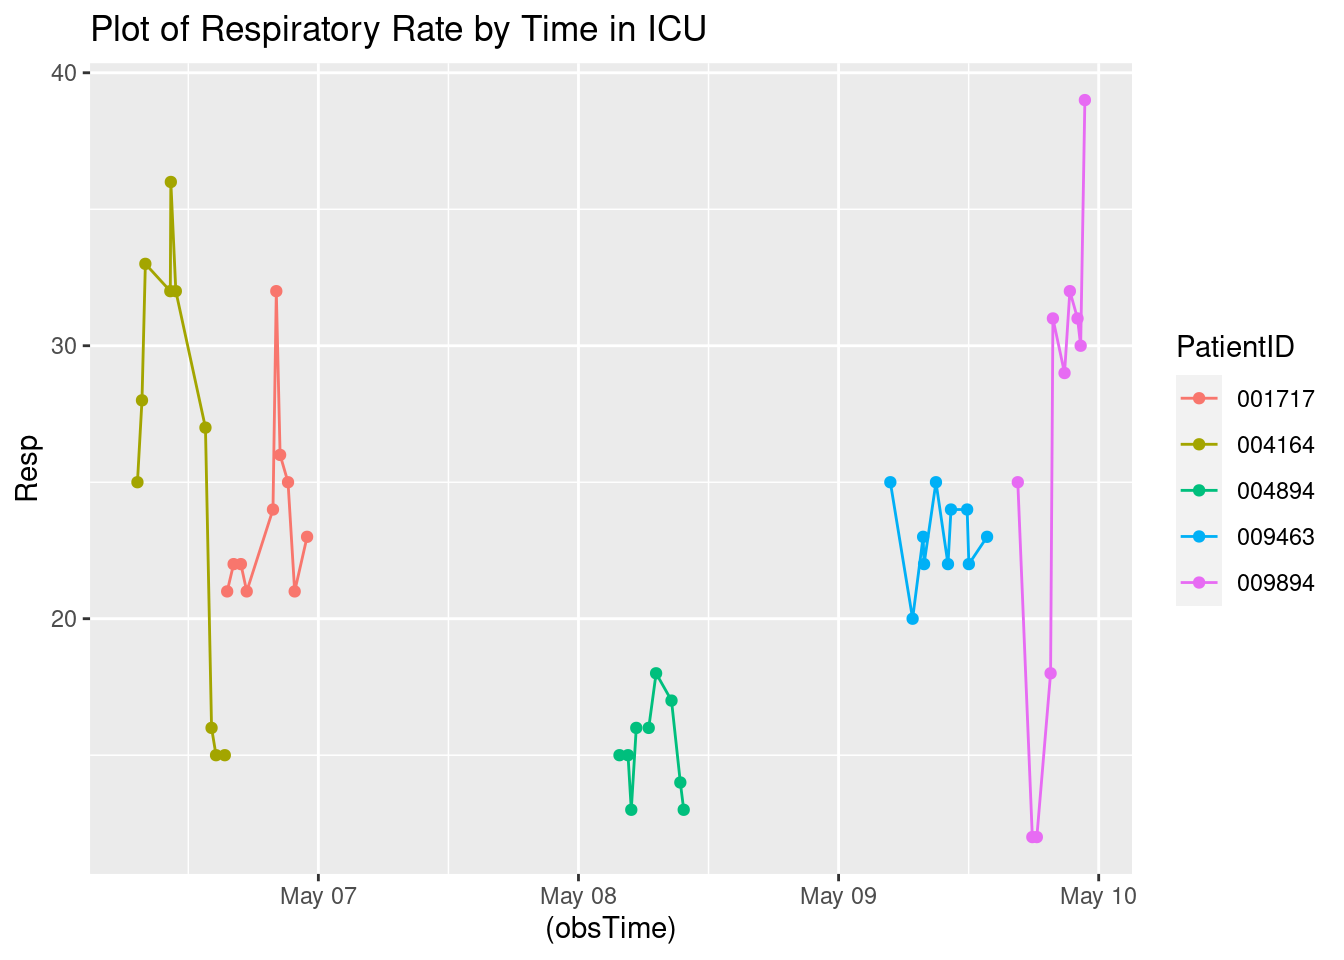 Plot of Respiratory Rate by Time in ICU
40
30
20
Resp
May 07
May 08
May 09
May 10
(obsTime)
PatientID
001717
004164
004894
009463
009894